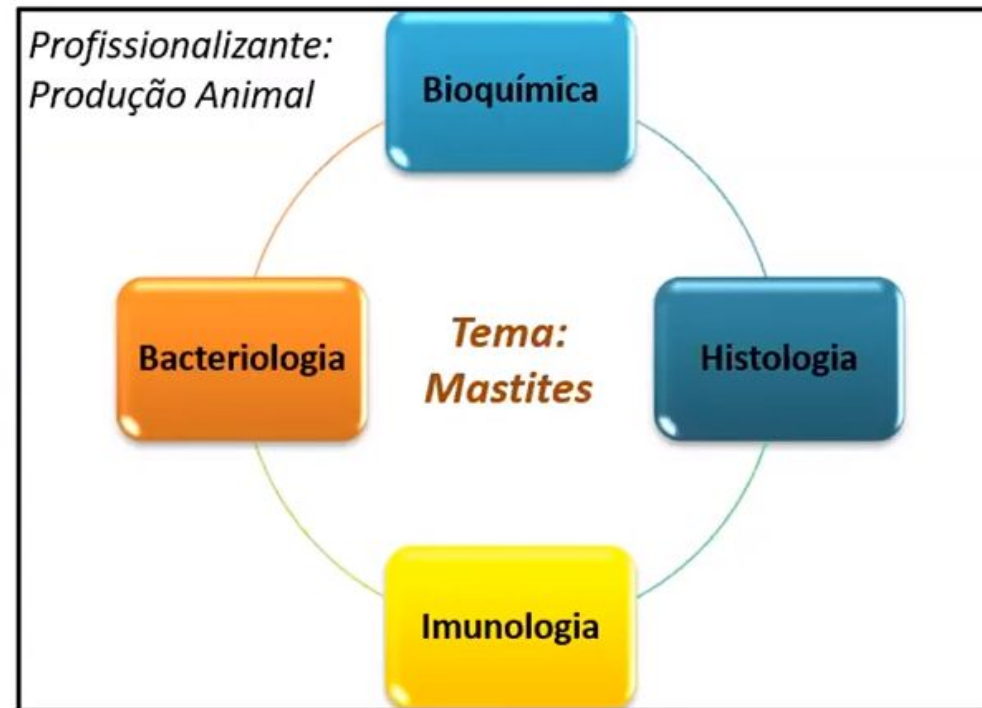 Profissionalizante:
Produção Animal
Bioquímica
Bacteriologia
Tema:
Mastites
Histologia
Imunologia